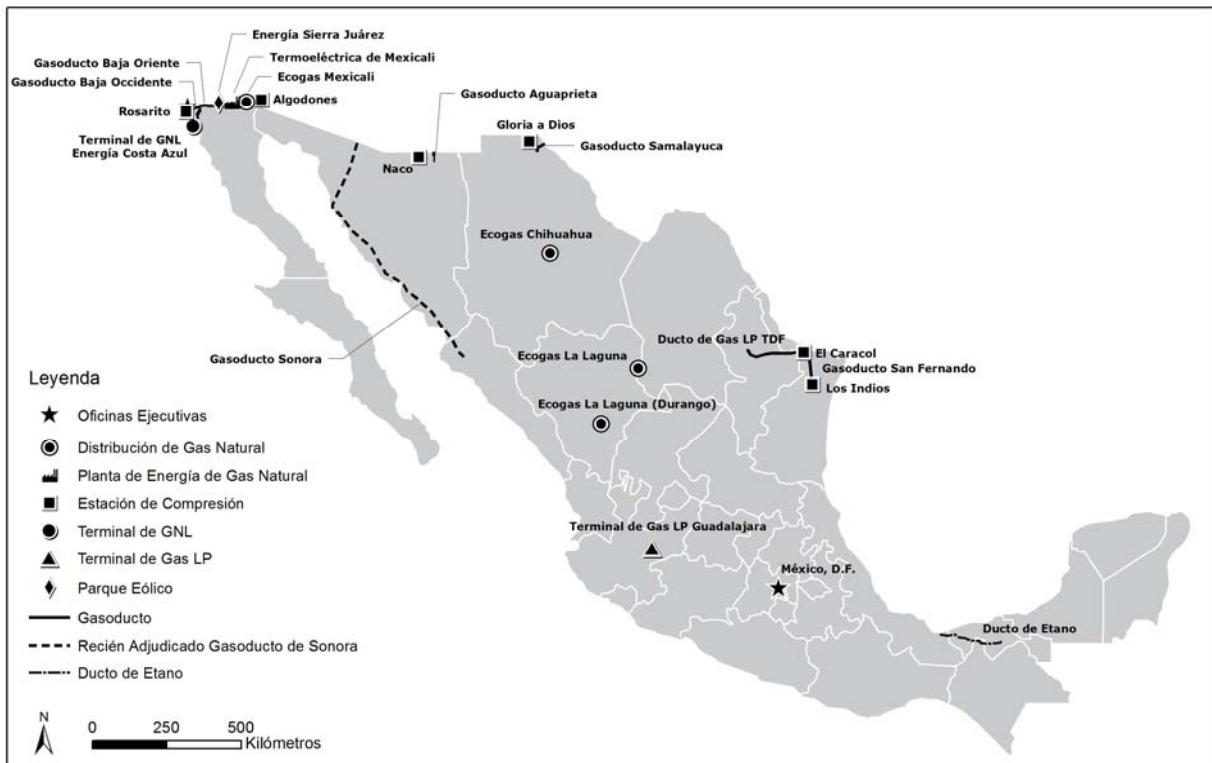 Energía Sierra Juárez
Gasoducto Baja Oriente
Termoeléctrica de Mexicali
Gasoducto Baja Occidente
Ecogas Mexicali
Rosarito
Algodones
Gasoducto Aguaprieta
Terminal de GNL
Energía Costa Azul
Gloria a Dios
Gasoducto Samalayuca
Naco
Ecogas Chihuahua
Gasoducto Sonora
Ducto de Gas LP TDF
El Caracol
Ecogas La Laguna
Gasoducto San Fernando
Los Indios
Ecogas La Laguna (Durango)
Terminal de Gas LP Guadalajara
México, D.F.
Ducto de Etano
Leyenda
Oficinas Ejecutivas
Distribución de Gas Natural
Planta de Energía de Gas Natural
Estación de Compresión
Terminal de GNL
Terminal de Gas LP
Parque Eólico
Gasoducto
Recién Adjudicado Gasoducto de Sonora
Ducto de Etano
N
0 250 500
Kilómetros